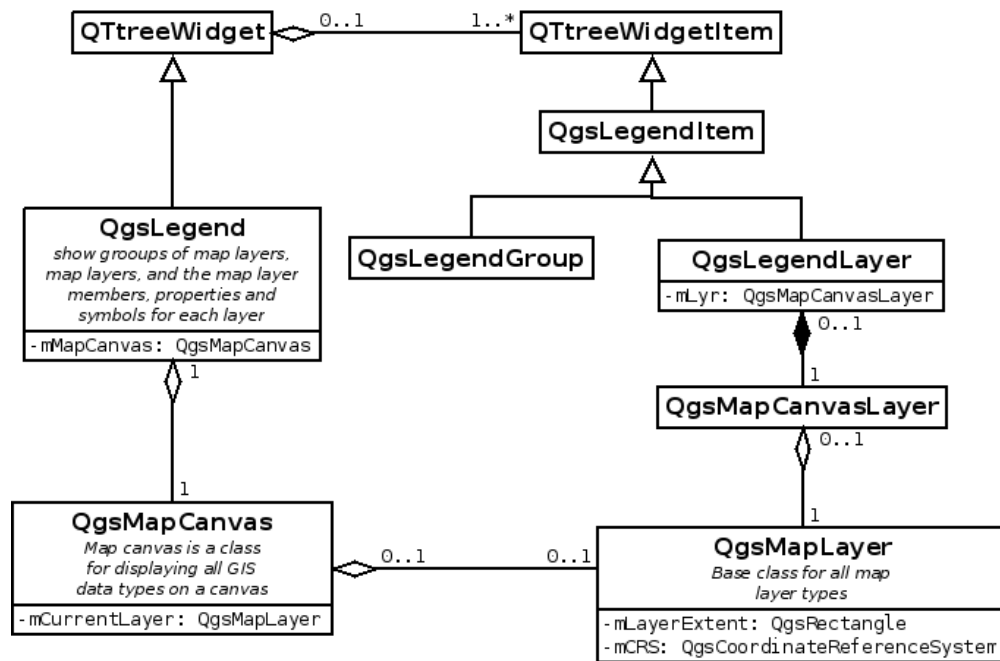 QTtreeWidget
0..1
1..*
QTtreeWidgetItem
QgsLegendItem
QgsLegend
show grooups of map layers,
map layers, and the map layer
members, properties and
symbols for each layer
-mMapCanvas: QgsMapCanvas
QgsLegendGroup
QgsLegendLayer
-mLyr: QgsMapCanvasLayer
0..1
1
1
QgsMapCanvasLayer
0..1
1
1
QgsMapCanvas
Map canvas is a class
for displaying all GIS
data types on a canvas
-mCurrentLayer: QgsMapLayer
0..1
0..1
QgsMapLayer
Base class for all map
layer types
-mLayerExtent: QgsRectangle
-mCRS: QgsCoordinateReferenceSystem